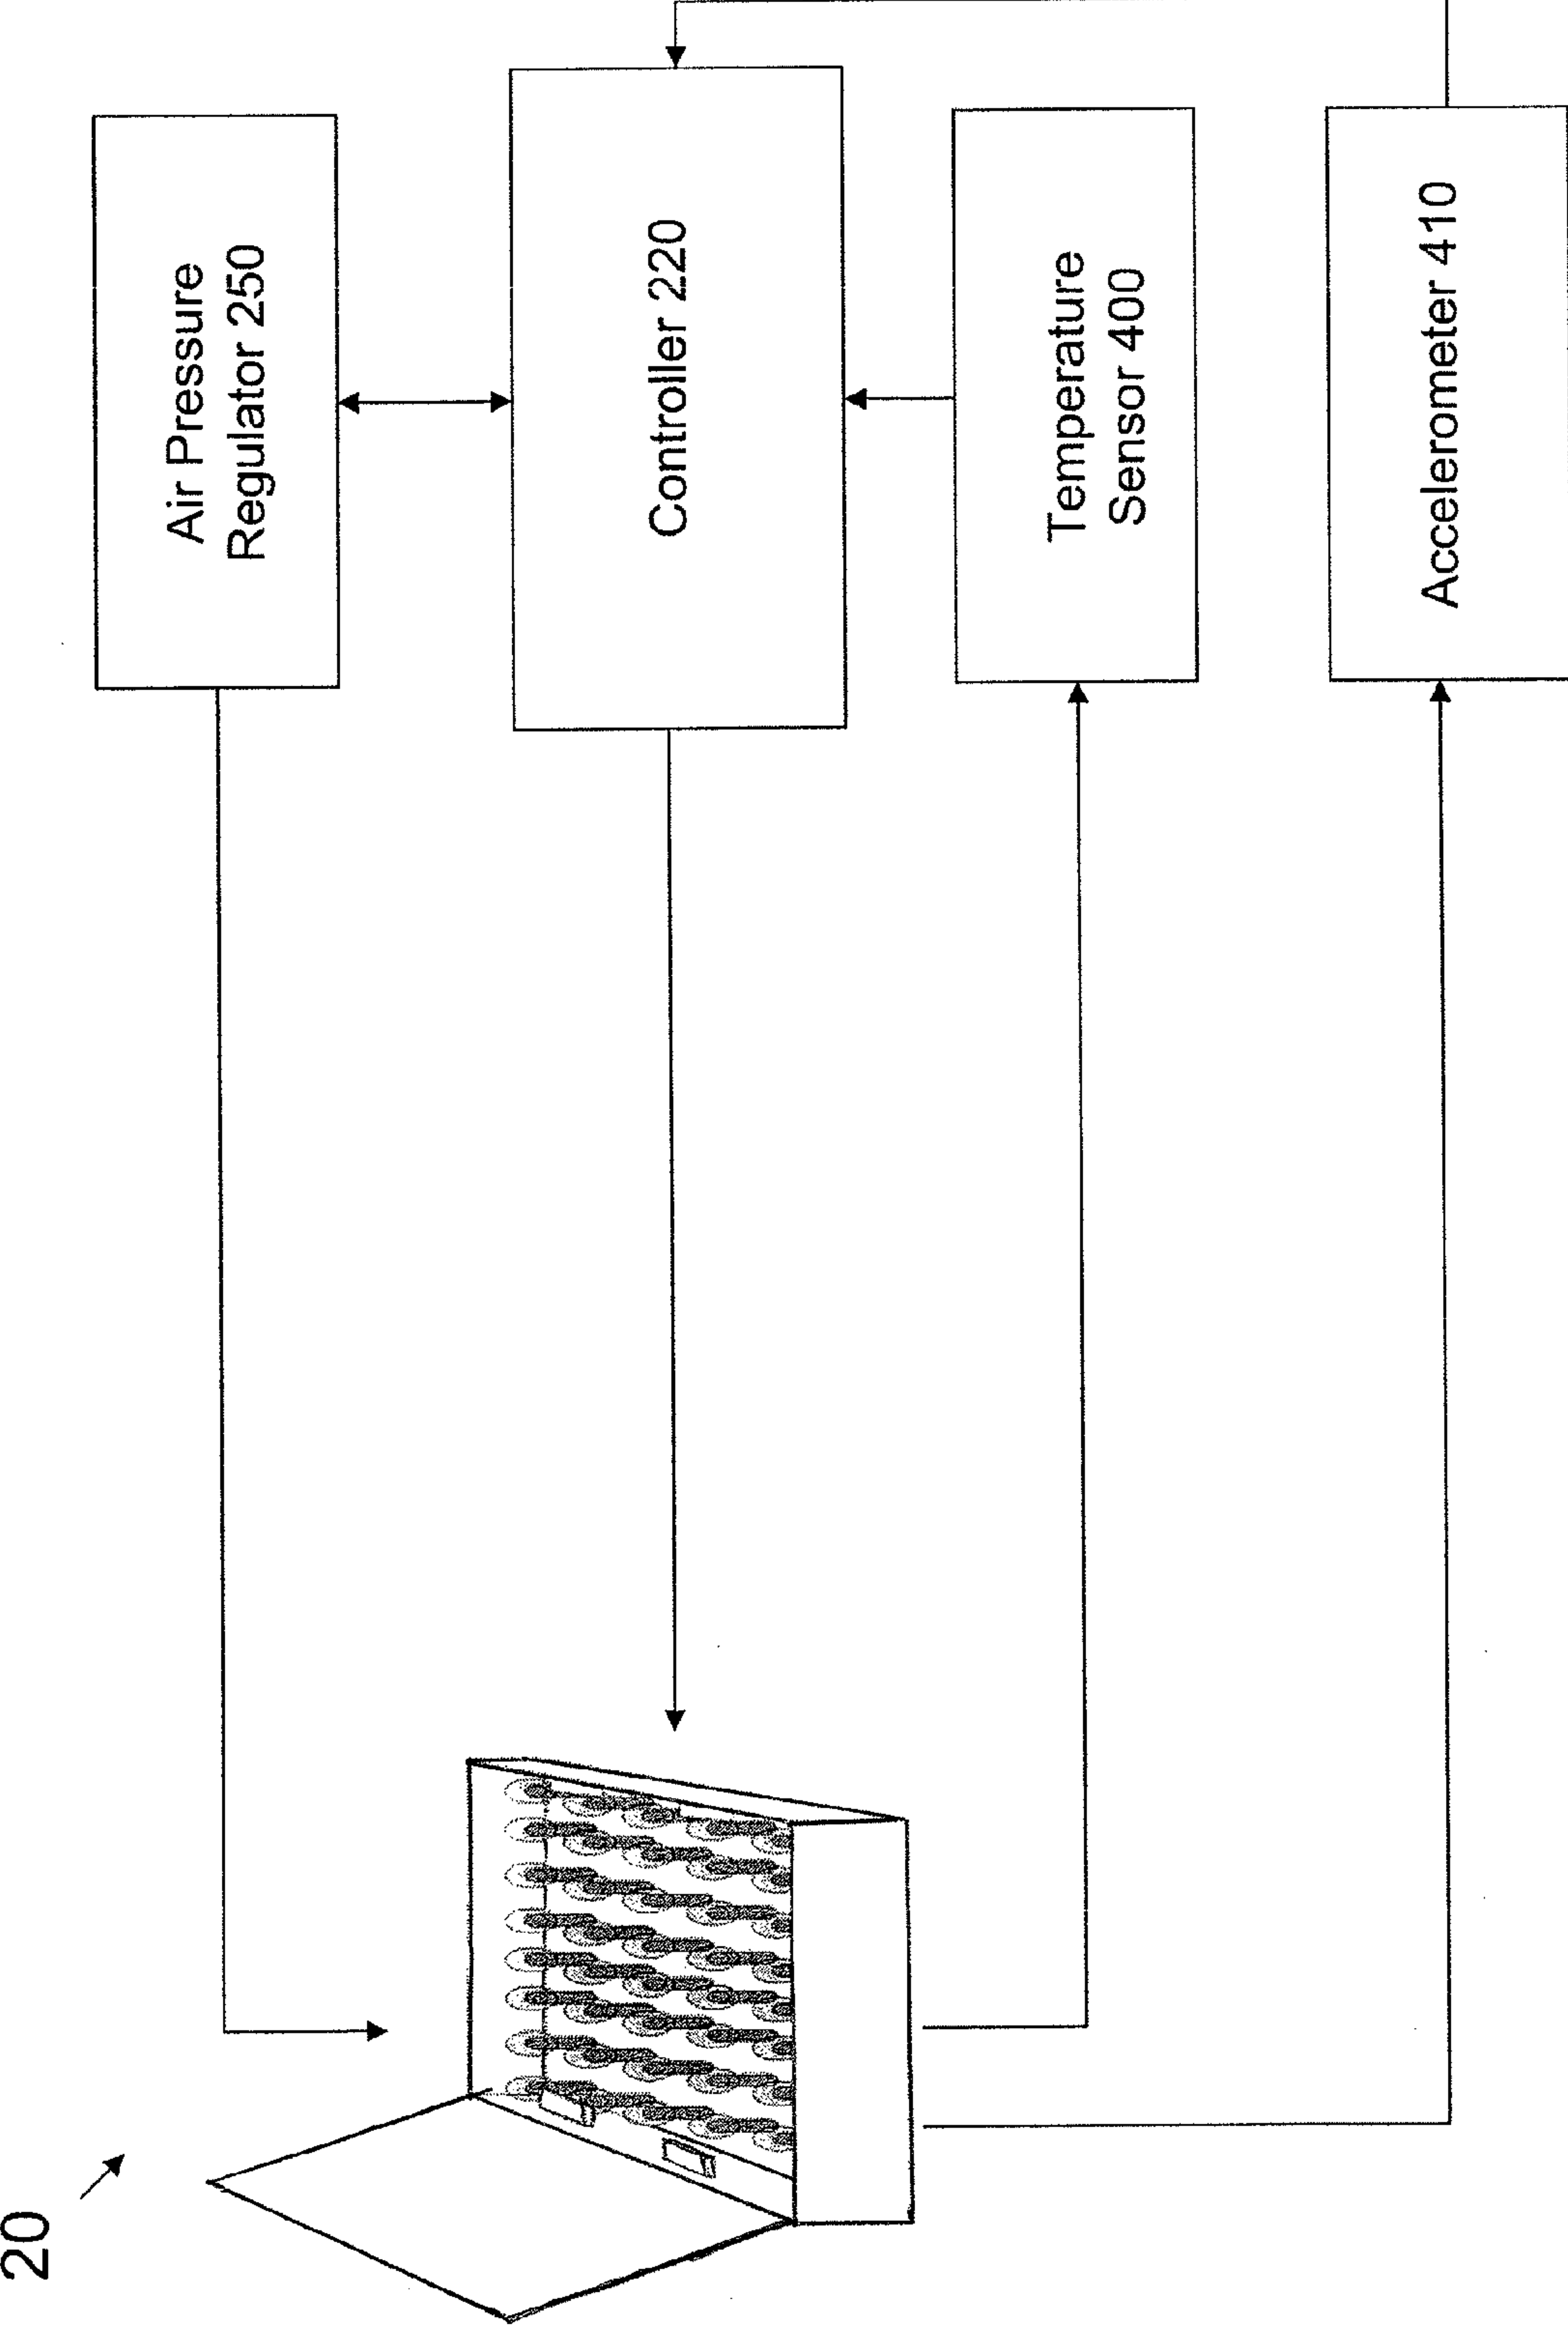 20
Air Pressure
Regulator 250
Controller 220
Temperature
Sensor 400
Accelerometer 410